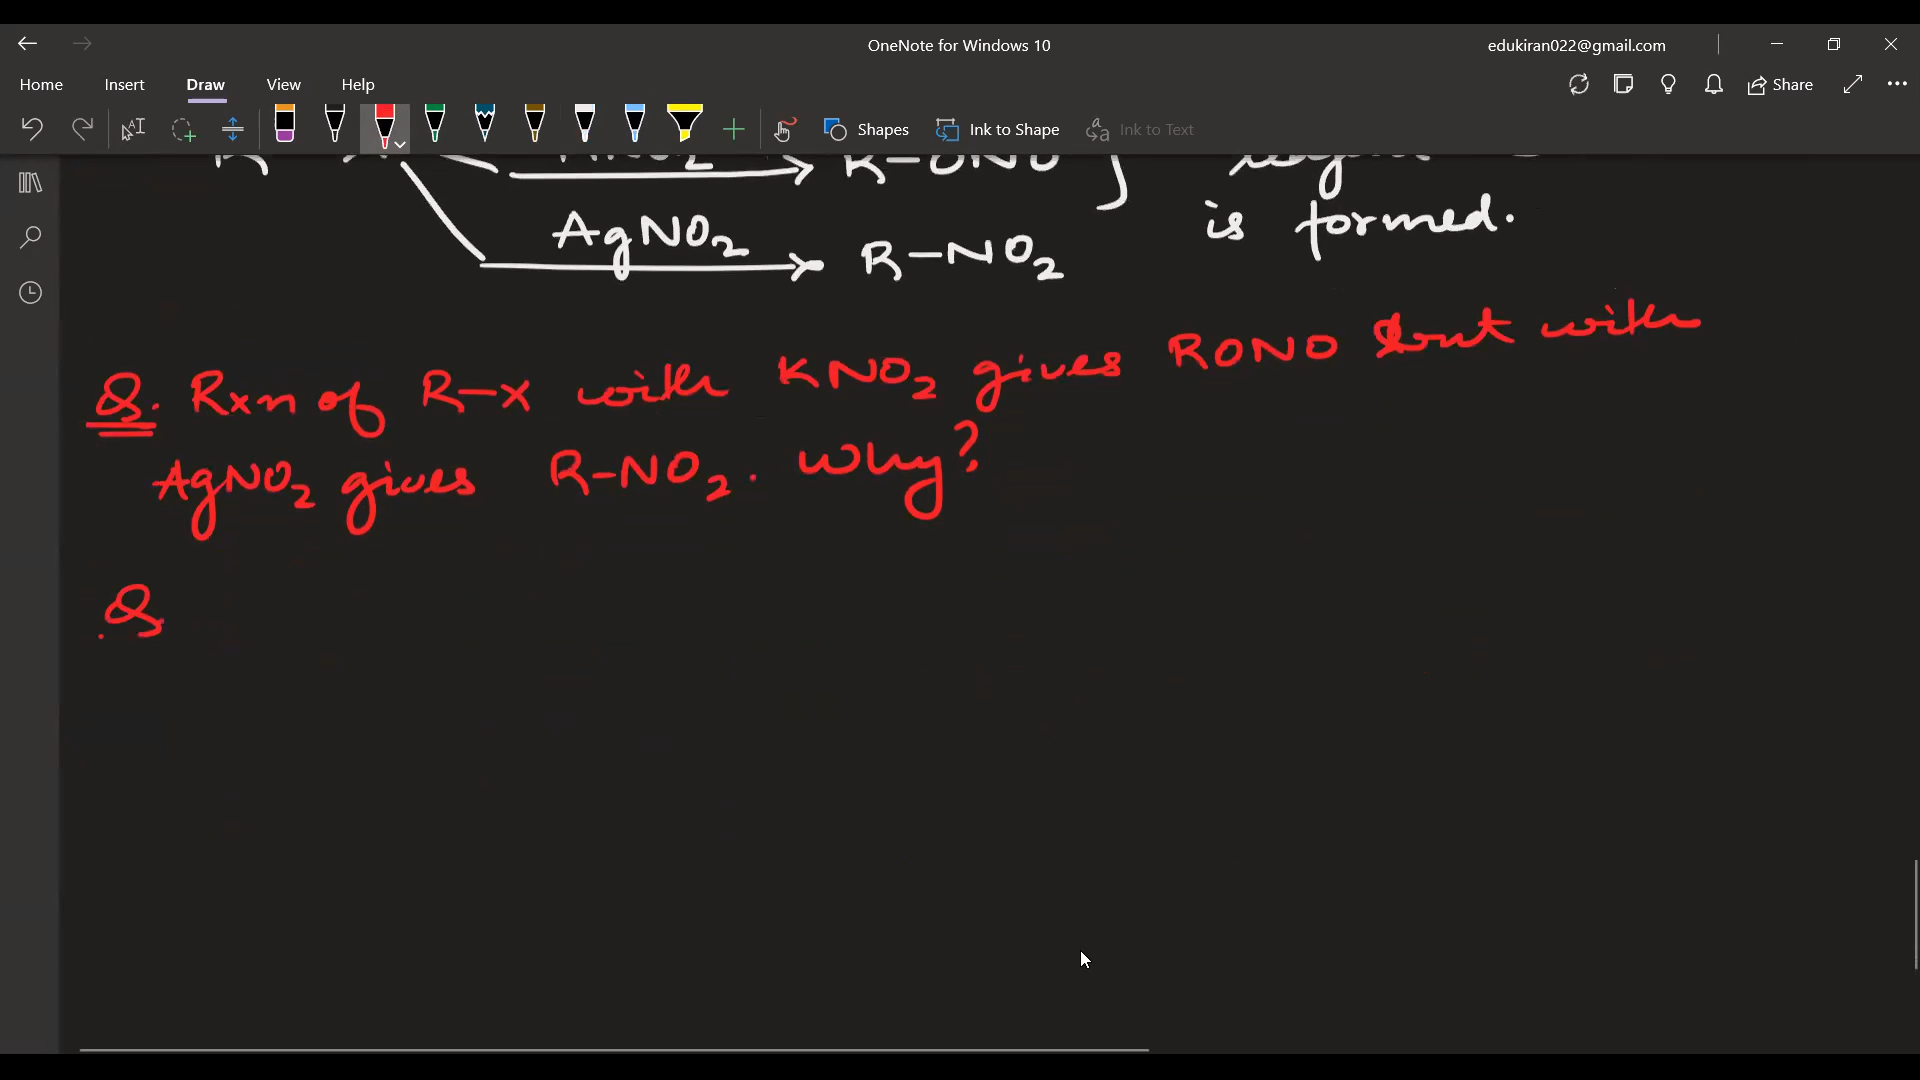 OneNote for Windows 10
edukiran022@gmail.com
Home Insert Draw View Help
Share
Shapes Ink to Shape Ink to Text
R-ONO
is formed.
AgNO2 R-NO2
Q. Rxn of R-X with KNO2 gives RONO but with
AgNO2 gives R-NO2. Why?
Q